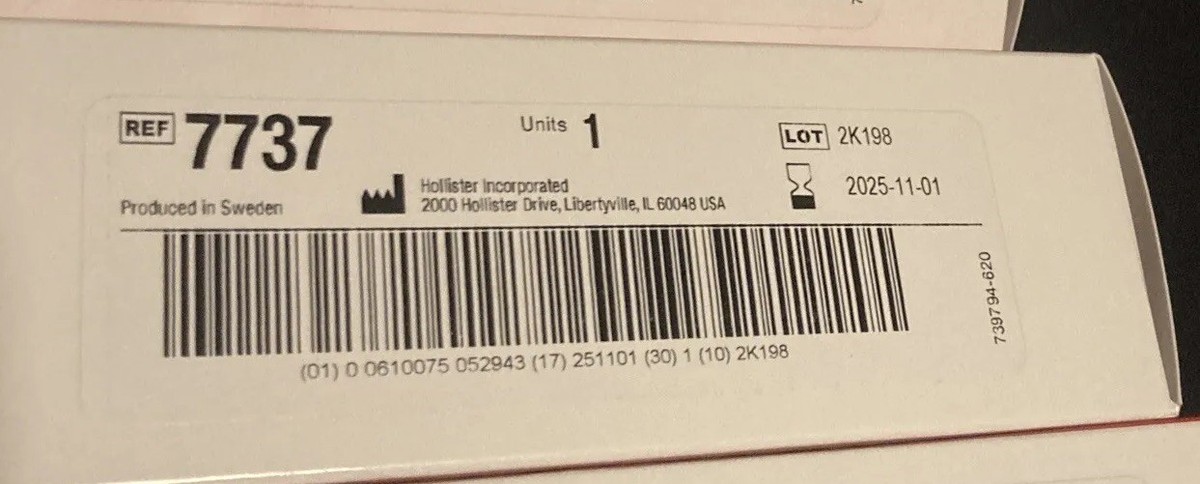 REF 7737
Units 1
LOT 2K198
2025-11-01
Hollister Incorporated
2000 Hollister Drive, Libertyville, IL 60048 USA
Produced in Sweden
(01) 0 0610075 052943 (17) 251101 (30) 1 (10) 2K198
739794-620